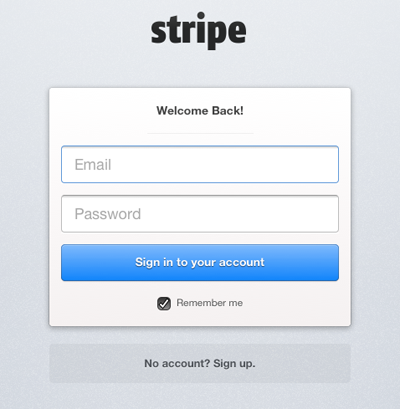 stripe
Welcome Back!
Email
Password
Sign in to your account
Remember me
No account? Sign up.